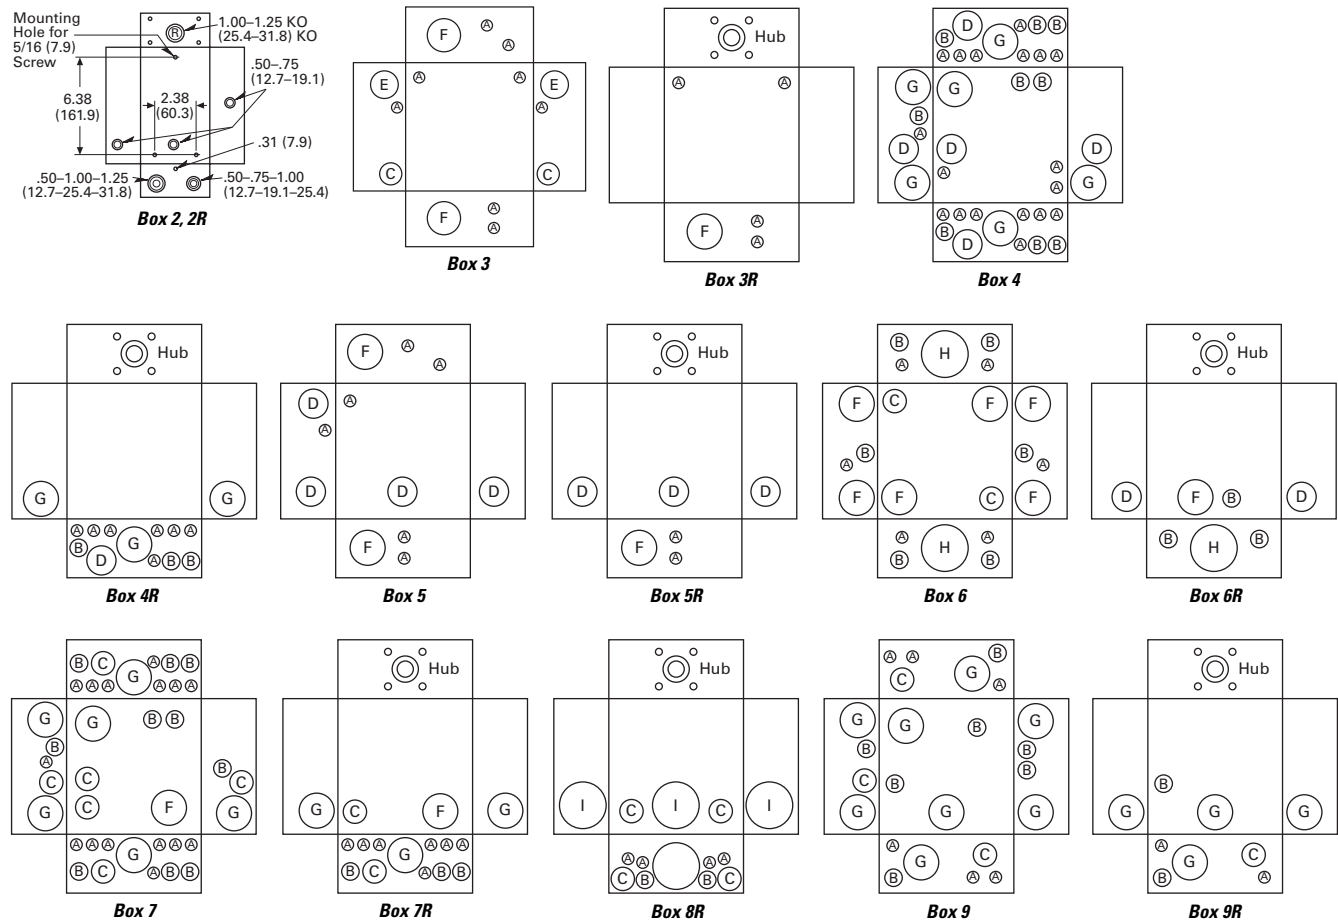 Mounting
Hole for
5/16 (7.9)
Screw
R
1.00–1.25 KO
(25.4–31.8) KO
.50–.75
(12.7–19.1)
6.38
(161.9)
2.38
(60.3)
.31 (7.9)
.50–1.00–1.25
(12.7–25.4–31.8)
.50–.75–1.00
(12.7–19.1–25.4)
Box 2, 2R
F A
A
E A A E
A A
C C
F A
A
Box 3
Hub
A A
F A
A
Box 3R
D A B B
B G
A A A A A A
G G B B
B
A
D D D
A A
G A G
A A A A A A
B G
D A B B
Box 4
Hub
G G
A A A A A A
B G
D A B B
Box 4R
F A
A
D A
A
D D D
F A
A
Box 5
Hub
D D D
F A
A
Box 5R
B H B
A A
F C F F
B B
A A
F F C F
A H A
B B
Box 6
Hub
D F B D
B H B
Box 6R
B C G A B B
A A A A A A
G G B B
B
A
C C B C
G C F G
A A A G A A A
B C A B B
Box 7
Hub
G C F G
A A A G A A A
B C A B B
Box 7R
Hub
I C I C I
A A A A
C B B C
Box 8R
A A B
C G A
G G B G
B B
C B B
G G G
A G C
B A A
Box 9
Hub
B
G G G
A G C
B A
Box 9R